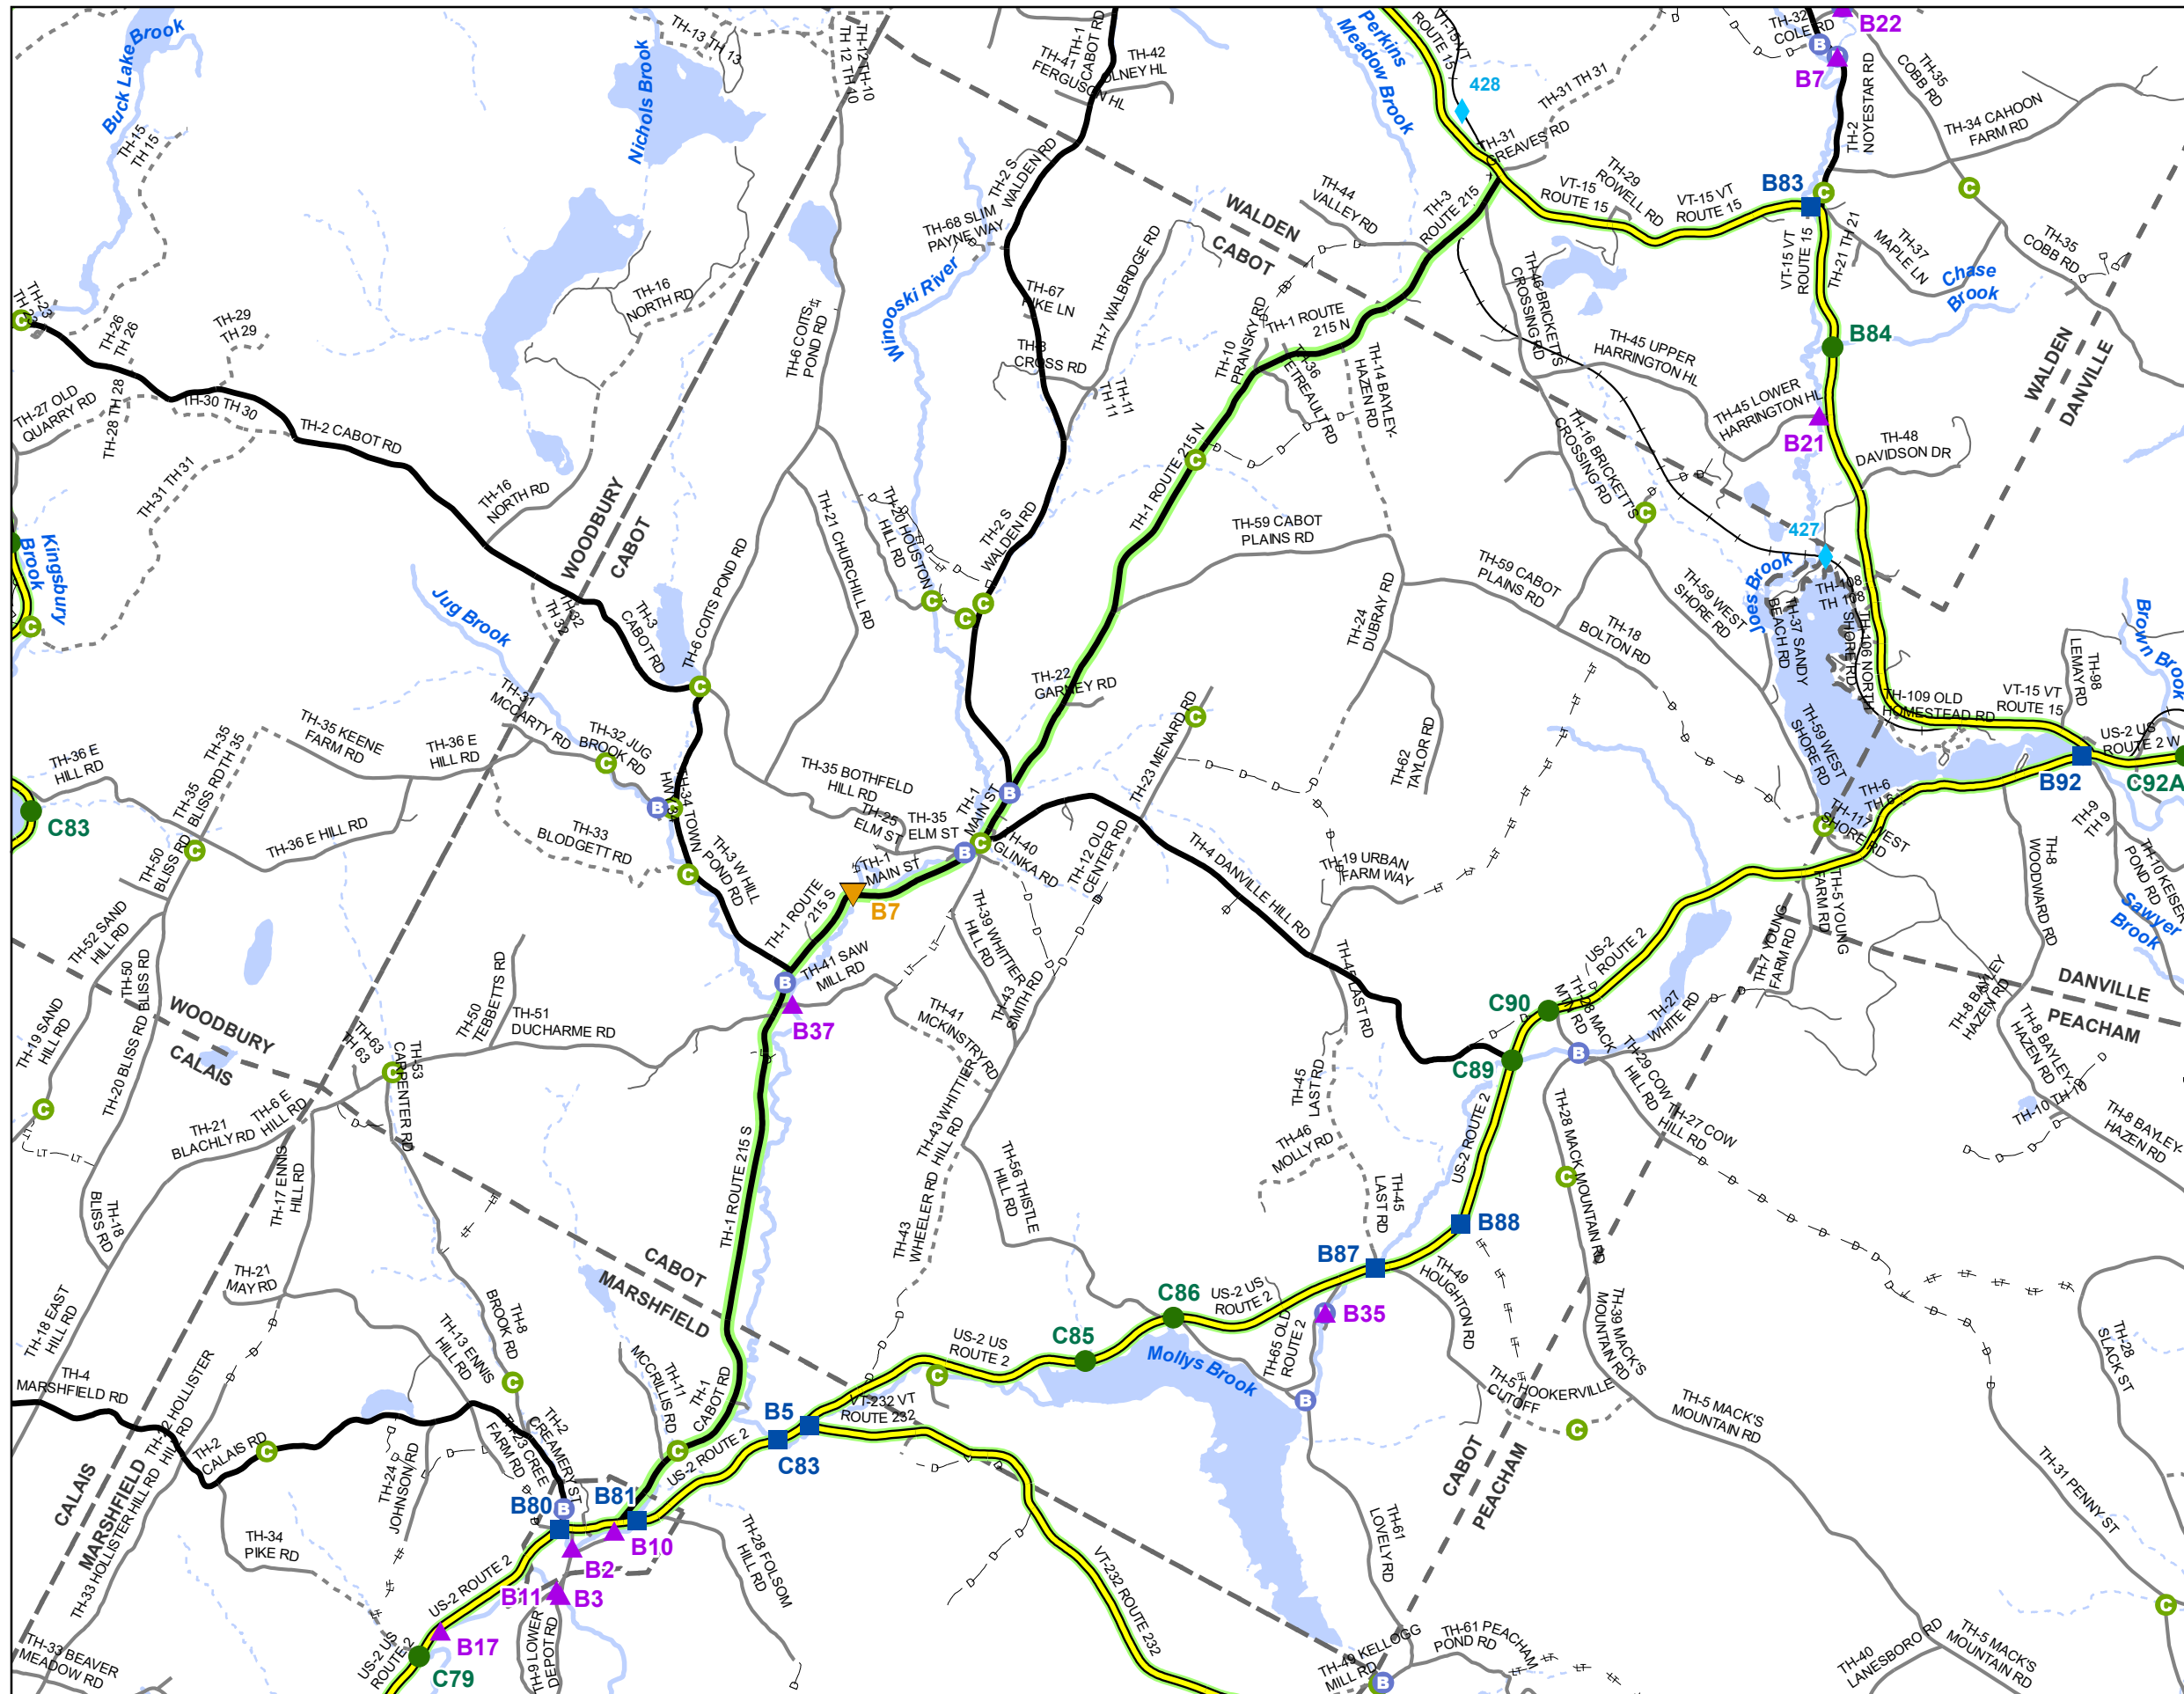 Buck Lake
Brook
TH-13 TH 13
Nichols Brook
TH 12 TH-10
TH-12 TH-10
TH-1
CABOT RD
TH-41
FERGUSON HL
TH-42
OLNEY HL
Perkins
Meadow Brook
VT-15 VT
ROUTE 15
428
TH-31 TH 31
TH-31
GREAVES RD
TH-32
COLE RD
B
B22
B7
TH-35
COBB RD
TH-2
NOYESTAR RD
TH-34 CAHOON
FARM RD
TH-15
TH 15
TH-2 S
WALDEN RD
TH-68 SLIM
PAYNE WAY
Winooski River
WALDEN
CABOT
TH-44
VALLEY RD
TH-3
ROUTE 215
VT-15
ROUTE 15
TH-29
ROWELL RD
VT-15 VT
ROUTE 15
B83
C
C
TH-37
MAPLE LN
TH-35
COBB RD
VT-15 VT
ROUTE 15
TH-21 TH 21
Chase
Brook
C
TH-26
TH 26
TH-29
TH 29
TH-16
NORTH RD
TH-6 COITS
POND RD
TH-67
PIKE LN
TH-8
CROSS RD
TH-7 WALBRIDGE RD
TH-11
TH 11
TH-10
PRANSKY RD
TH-1 ROUTE
215 N
TH-36
TETREAULT RD
TH-14 BAYLEY-
HAZEN RD
TH-46 BRICKETTS
CROSSING RD
TH-45 UPPER
HARRINGTON HL
B84
WALDEN
DANVILLE
TH-27 OLD
QUARRY RD
TH-28 TH 28
TH-30 TH 30
TH-2 CABOT RD
TH-31 TH 31
TH-16
NORTH RD
TH-45 LOWER
HARRINGTON HL
B21
TH-48
DAVIDSON DR
TH-16 BRICKETTS
CROSSING RD
C
C
TH-1 ROUTE 215 N
WOODBURY
CABOT
TH-21 CHURCHILL RD
TH-20 HOUSTON
HILL RD
TH-2 S
WALDEN RD
TH-59 CABOT
PLAINS RD
427
Joes Brook
Kingsbury
Brook
C
Jug Brook
TH-32
TH 32
TH-3
CABOT RD
TH-6 COITS POND RD
C
C
C
C
TH-22
GARNEY RD
TH-24
DUBRAY RD
TH-59 CABOT
PLAINS RD
TH-18
BOLTON RD
TH-59 WEST
SHORE RD
TH-37 SANDY
BEACH RD
TH-108
TH 108
TH-106 NORTH
SHORE RD
TH-98
LEMAY RD
Brown Brook
TH-109 OLD
HOMESTEAD RD
VT-15 VT
ROUTE 15
US-2 US
ROUTE 2 W
B92
C92A
TH-36 E
HILL RD
C83
TH-35
BLISS RD
TH-35
TH 35
TH-35 KEENE
FARM RD
TH-36 E
HILL RD
TH-31
MCCARTY RD
TH-32 JUG
BROOK RD
C
B
C
TH-34 TOWN
HWY 34
TH-33
BLODGETT RD
TH-36 E HILL RD
C
TH-3 W HILL
POND RD
C
TH-35 BOTHFELD
HILL RD
TH-25
ELM ST
TH-35
ELM ST
TH-1
MAIN ST
B
C
B
TH-1
MAIN ST
B7
TH-40
GLINKA RD
TH-23 MENARD RD
C
TH-12 OLD
CENTER RD
TH-4 DANVILLE HILL RD
TH-62
TAYLOR RD
TH-19 URBAN
FARM WAY
TH-59 WEST
SHORE RD
TH-6
TH 6
TH-117 WEST
SHORE RD
C
TH-9
TH 9
TH-8
WOODWARD RD
TH-10 KEISER
POND RD
Sawyer
Brook
TH-50
BLISS RD
TH-52 SAND
HILL RD
TH-50
BLISS RD
TH-20 BLISS RD
TH-19 SAND
HILL RD
C
WOODBURY
CALAIS
TH-1 ROUTE
215 S
B
TH-41 SAW
MILL RD
B37
TH-39 WHITTIER
HILL RD
TH-43
SMITH RD
TH-41
MCKINSTRY RD
TH-50
TEBBETTS RD
TH-51
DUCHARME RD
TH-63
TH 63
TH-53
CARPENTER RD
C
TH-45 LAST RD
C90
C89
US-2
ROUTE 2
TH-28 MACK
MTN RD
B
TH-27
WHITE RD
TH-7 YOUNG
FARM RD
TH-5 YOUNG
FARM RD
TH-8 BAYLEY
HAZEN RD
TH-8 BAYLEY-
HAZEN RD
DANVILLE
PEACHAM
TH-10 TH 10
TH-8 BAYLEY-
HAZEN RD
TH-29 COW
HILL RD
TH-27 COW
HILL RD
TH-21
BLACHLY RD
TH-6 E
HILL RD
TH-17 ENNIS
HILL RD
TH-18
BLISS RD
TH-43 WHITTIER
HILL RD
TH-43
WHEELER RD
TH-56 THISTLE
HILL RD
TH-45
LAST RD
TH-46
MOLLY RD
TH-45
LAST RD
US-2 ROUTE 2
C
TH-28 MACK MOUNTAIN RD
TH-1 ROUTE 215 S
CABOT
MARSHFIELD
TH-21
MAY RD
TH-18 EAST
HILL RD
TH-8
BROOK RD
TH-13 ENNIS
HILL RD
TH-11
MCCRILLIS RD
TH-1
CABOT RD
B88
B87
B35
C86
US-2 US
ROUTE 2
C85
US-2 US
ROUTE 2
C
Mollys Brook
TH-65 OLD
ROUTE 2
B
TH-49
HOUGHTON RD
TH-39 MACK'S
MOUNTAIN RD
TH-5 HOOKERVILLE
CUTOFF
C
TH-5 MACK'S
MOUNTAIN RD
TH-28
SLACK ST
TH-31 PENNY ST
C
TH-4
MARSHFIELD RD
TH-2 HOLLISTER
HILL RD
TH-2
CALAIS RD
C
CALAIS
MARSHFIELD
TH-33 HOLLISTER HILL RD
TH-34
PIKE RD
TH-24
JOHNSON RD
TH-23 CREE
FARM RD
TH-2
CREAMERY ST
C
C
B5
C83
VT-232 VT
ROUTE 232
US-2 ROUTE 2
B80
B
B81
B10
B2
B11
B3
TH-28 FOLSOM
HILL RD
VT-232 ROUTE 232
CABOT
PEACHAM
TH-61
LOVELY RD
US-2 ROUTE 2
B17
C79
US-2 US
ROUTE 2
TH-9 LOWER
DEPOT RD
TH-33 BEAVER
MEADOW RD
TH-49 KELLOGG
MILL RD
B
TH-61 PEACHAM
POND RD
TH-40
LANESBORO RD
TH-5 MACK'S
MOUNTAIN RD